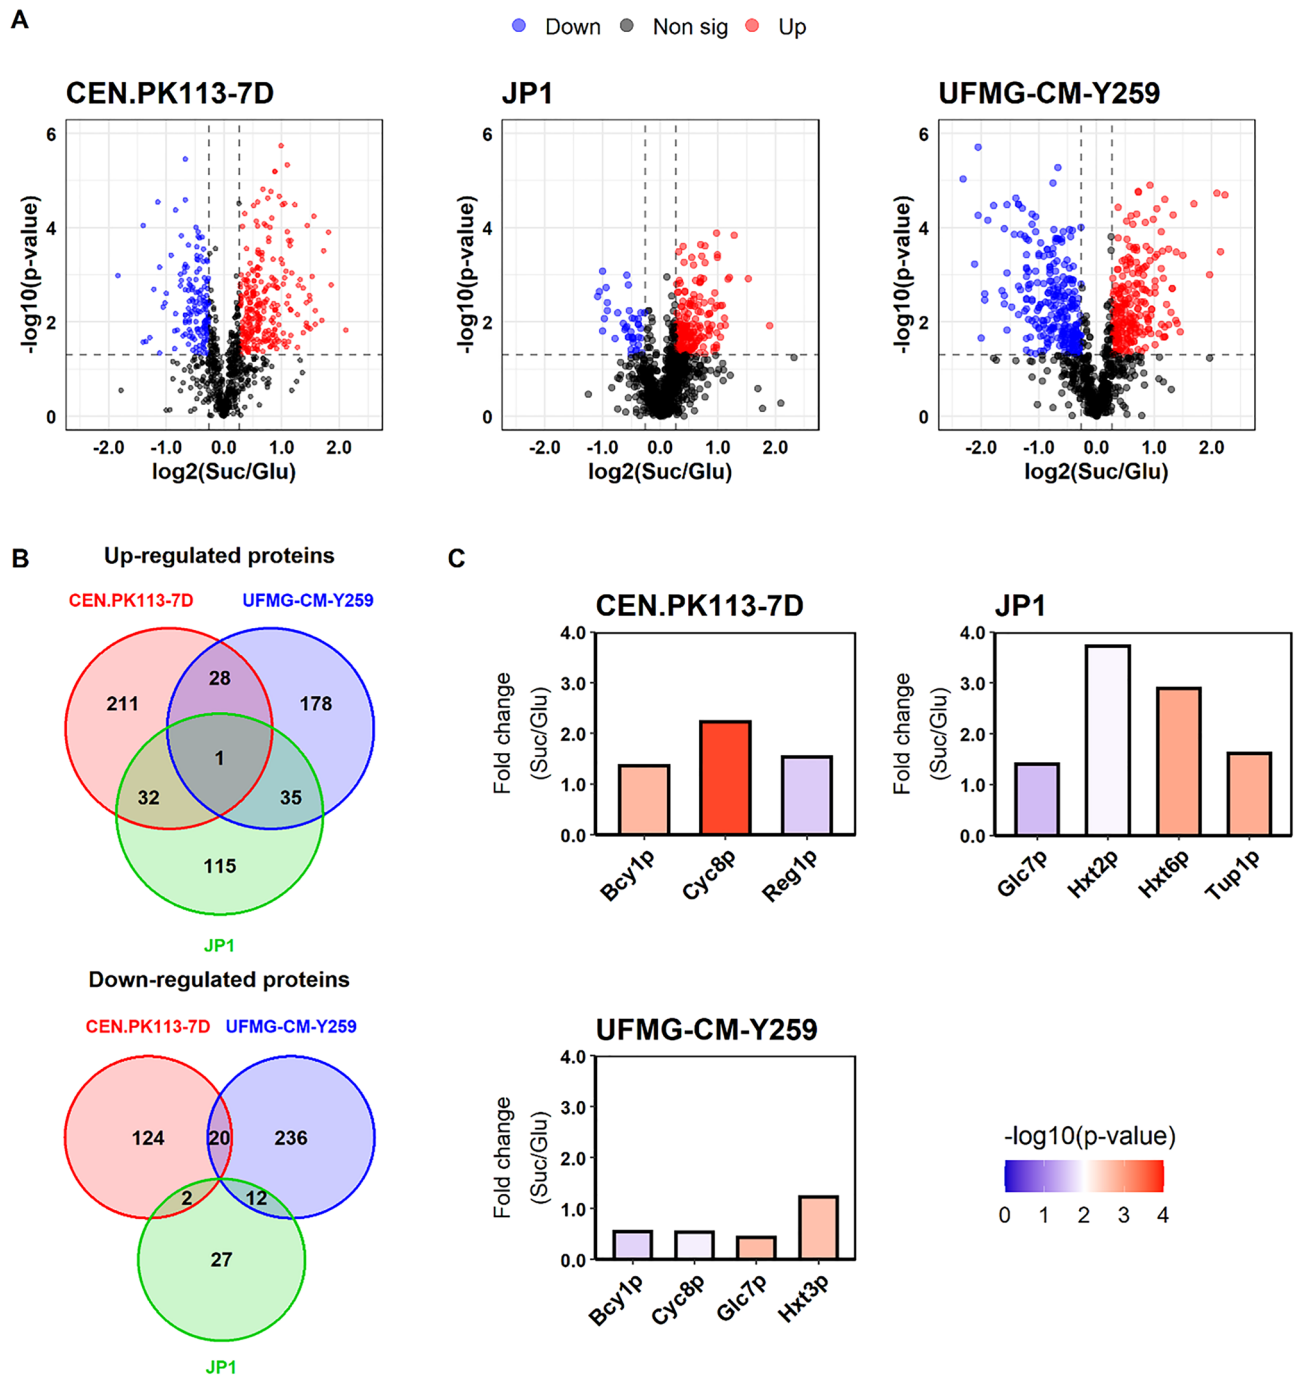 A
Down Non sig Up
CEN.PK113-7D JP1 UFMG-CM-Y259
6 6 6
4 4 4
2 2 2
0 0 0
-log10(p-value) -log10(p-value) -log10(p-value)
-2.0 -1.0 0.0 1.0 2.0 -2.0 -1.0 0.0 1.0 2.0 -2.0 -1.0 0.0 1.0 2.0
log2(Suc/Glu) log2(Suc/Glu) log2(Suc/Glu)
B
Up-regulated proteins
CEN.PK113-7D UFMG-CM-Y259
28
211 178
1
32 35
115
JP1
Down-regulated proteins
CEN.PK113-7D UFMG-CM-Y259
124 20 236
2 12
27
JP1
C
CEN.PK113-7D
Fold change
(Suc/Glu)
4.0
3.0
2.0
1.0
0.0
Bcy1p Cyc8p Reg1p
JP1
Fold change
(Suc/Glu)
4.0
3.0
2.0
1.0
0.0
Glc7p Hxt2p Hxt6p Tup1p
UFMG-CM-Y259
Fold change
(Suc/Glu)
4.0
3.0
2.0
1.0
0.0
Bcy1p Cyc8p Glc7p Hxt3p
-log10(p-value)
0 1 2 3 4